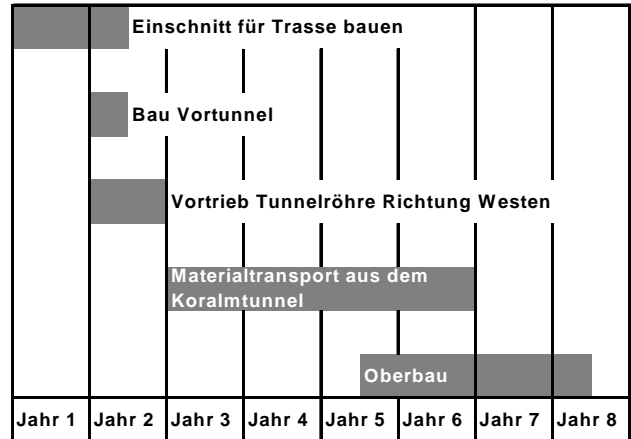 Einschnitt für Trasse bauen
Bau Vortunnel
Vortrieb Tunnelröhre Richtung Westen
Materialtransport aus dem
Koralmtunnel
Oberbau
Jahr 1 Jahr 2 Jahr 3 Jahr 4 Jahr 5 Jahr 6 Jahr 7 Jahr 8